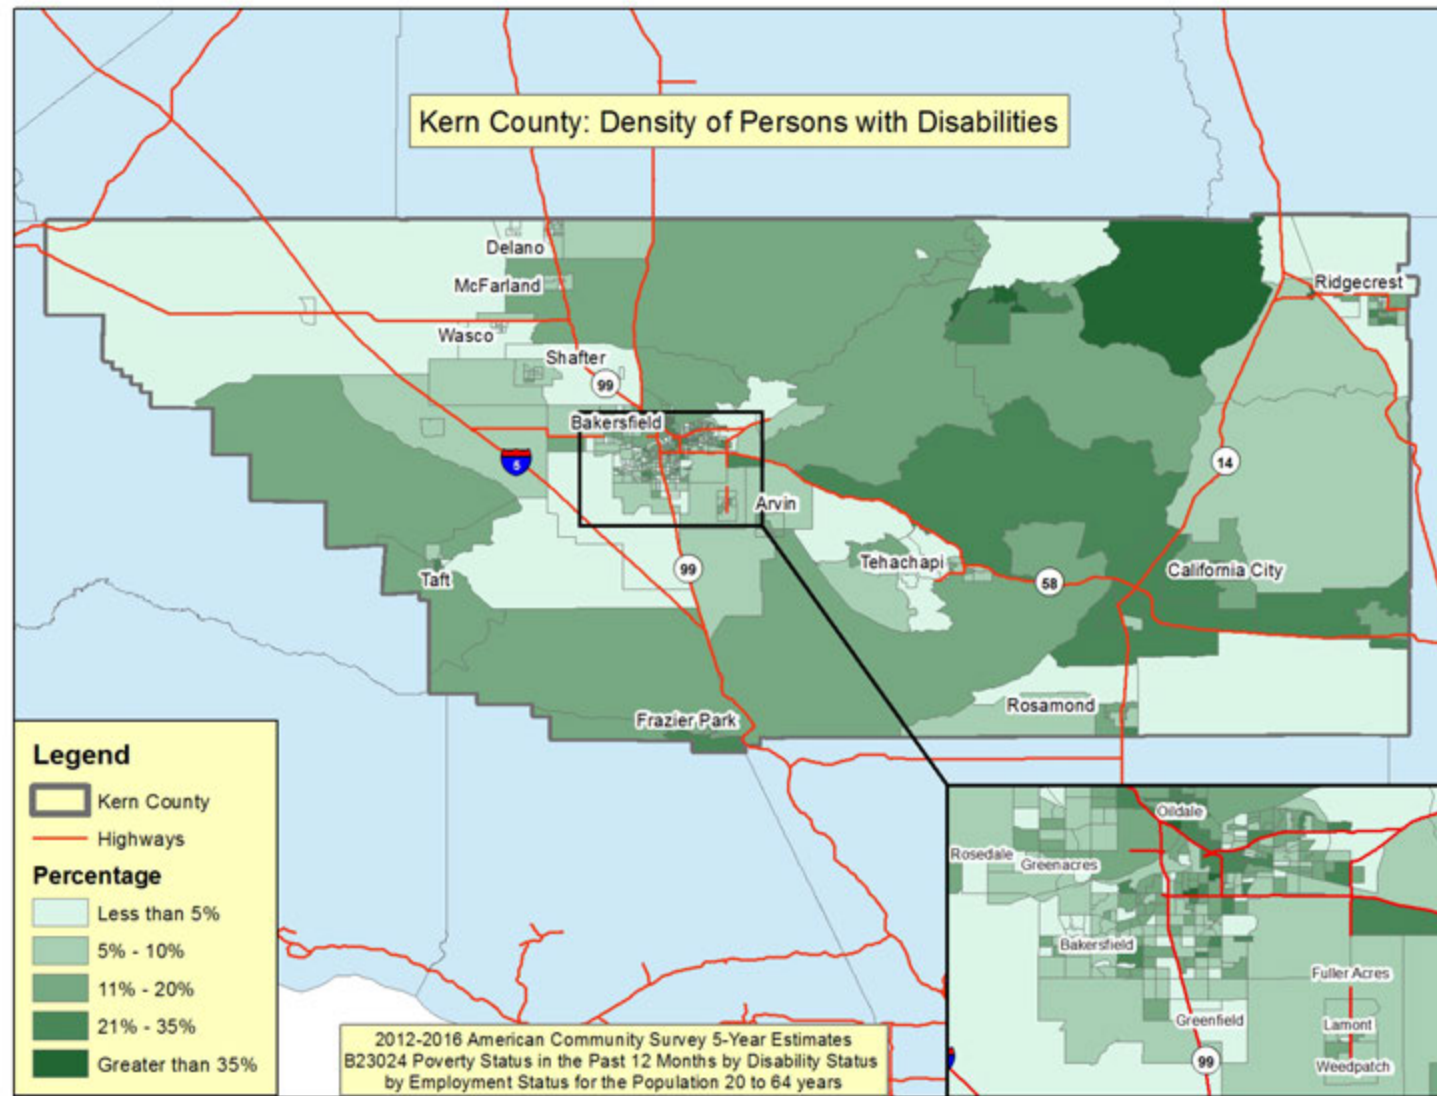 Kern County: Density of Persons with Disabilities
Delano
McFarland
Ridgecrest
Wasco
Shafter
99
Bakersfield
5
14
Arvin
Tehachapi
99
Taft
58
California City
Rosamond
Frazier Park
Legend
Kern County
Highways
Percentage
Less than 5%
5% - 10%
11% - 20%
21% - 35%
Greater than 35%
Oildale
Rosedale
Greenacres
Bakersfield
Fuller Acres
Greenfield
Lamont
99
Weedpatch
2012-2016 American Community Survey 5-Year Estimates
B23024 Poverty Status in the Past 12 Months by Disability Status
by Employment Status for the Population 20 to 64 years